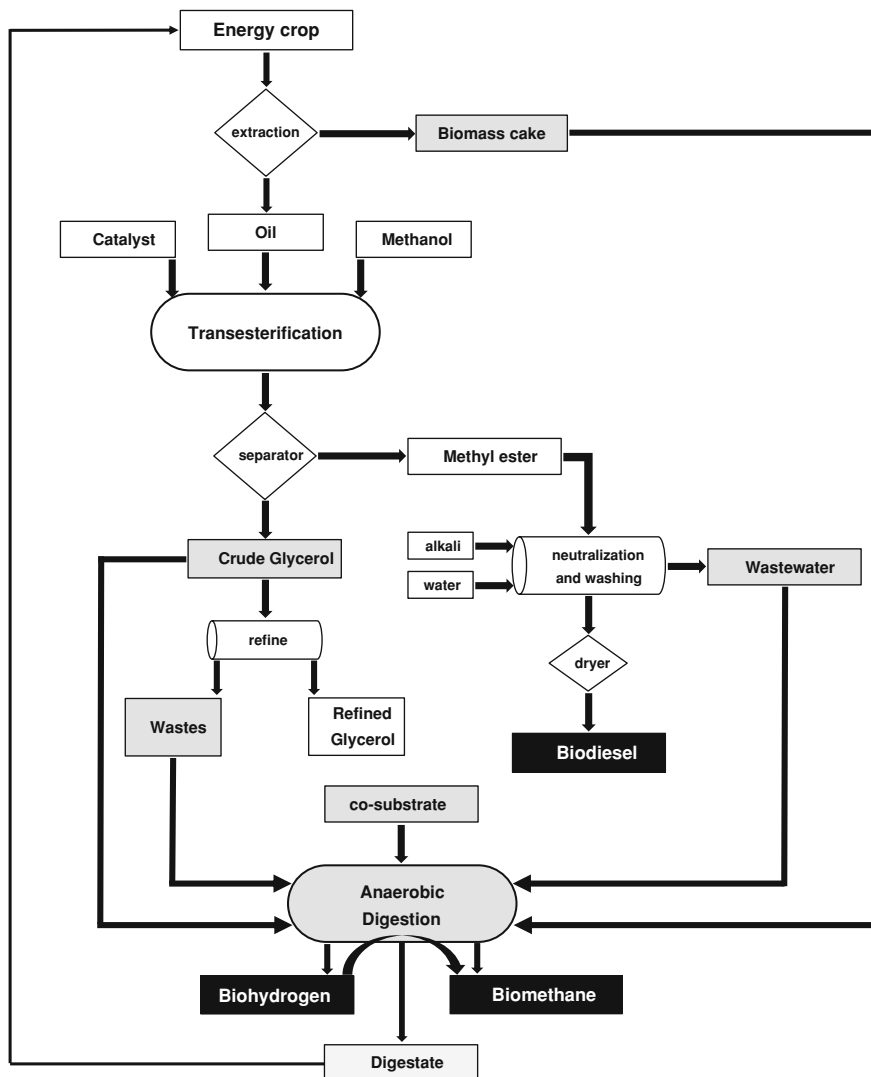 Energy crop
extraction
Biomass cake
Catalyst
Oil
Methanol
Transesterification
separator
Methyl ester
Crude Glycerol
alkali
water
neutralization
and washing
Wastewater
refine
dryer
Wastes
Refined
Glycerol
Biodiesel
co-substrate
Anaerobic
Digestion
Biohydrogen
Biomethane
Digestate